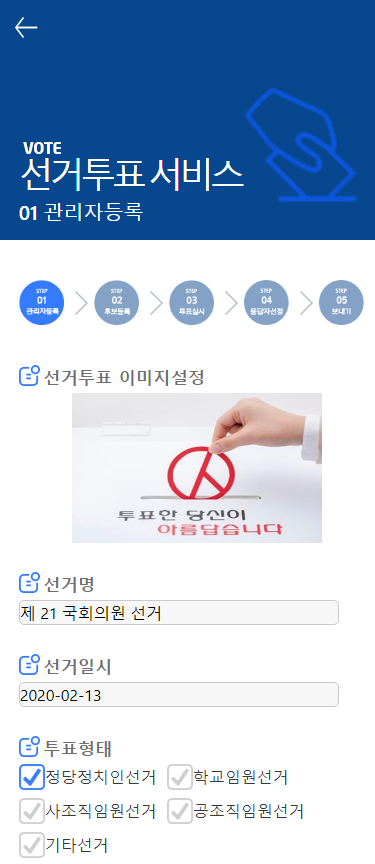 VOTE
선거투표 서비스
01 관리자등록
STEP
01
관리자등록
STEP
02
후보등록
STEP
03
투표실시
STEP
04
응답자선정
STEP
05
보내기
선거투표 이미지설정
투표한 당신이
아름답습니다
선거명
제 21 국회의원 선거
선거일시
2020-02-13
투표형태
정당정치인선거 학교임원선거
사조직임원선거 공조직임원선거
기타선거